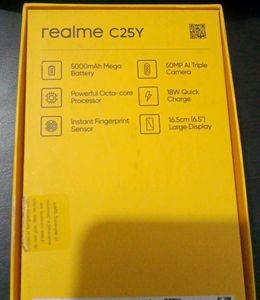 realme C25Y
5000mAh Mega
Battery
50MP AI Triple
Camera
Powerful Octa-core
Processor
18W Quick
Charge
Instant Fingerprint
Sensor
16.5cm (6.5")
Large Display